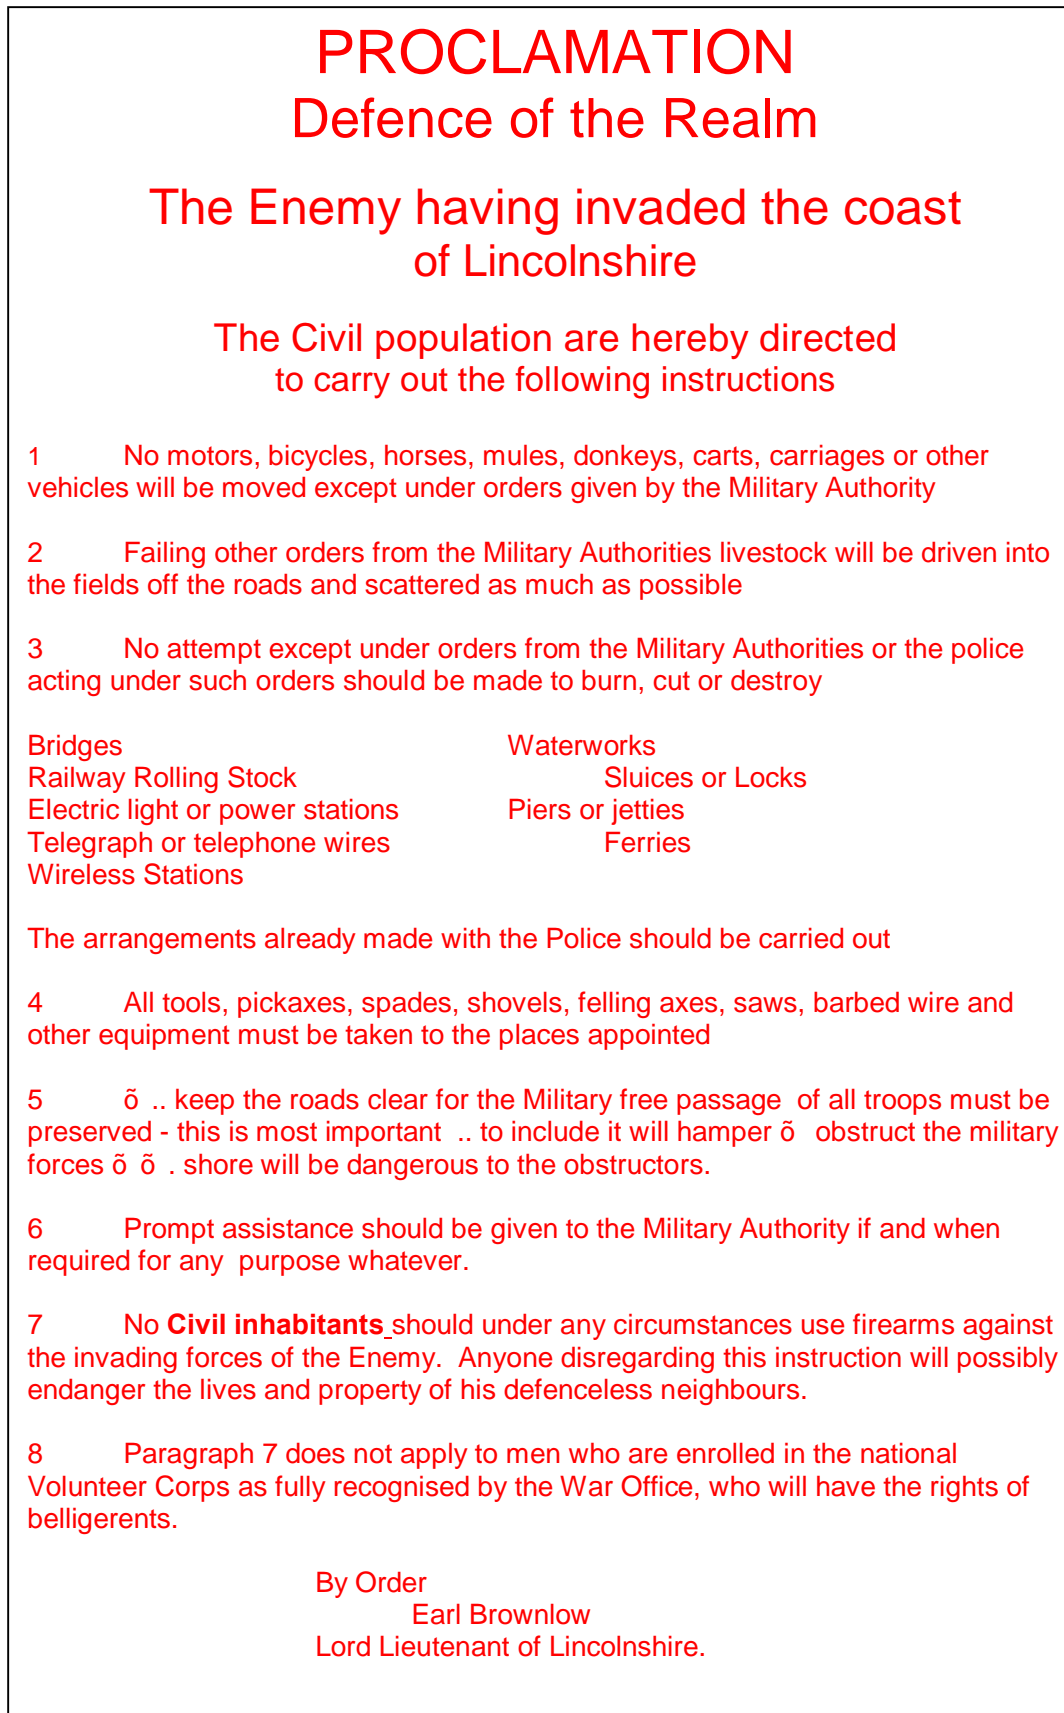 PROCLAMATION
Defence of the Realm
The Enemy having invaded the coast
of Lincolnshire
The Civil population are hereby directed
to carry out the following instructions
1 No motors, bicycles, horses, mules, donkeys, carts, carriages or other
vehicles will be moved except under orders given by the Military Authority
2 Failing other orders from the Military Authorities livestock will be driven into
the fields off the roads and scattered as much as possible
3 No attempt except under orders from the Military Authorities or the police
acting under such orders should be made to burn, cut or destroy
Bridges Waterworks
Railway Rolling Stock Sluices or Locks
Electric light or power stations Piers or jetties
Telegraph or telephone wires Ferries
Wireless Stations
The arrangements already made with the Police should be carried out
4 All tools, pickaxes, spades, shovels, felling axes, saws, barbed wire and
other equipment must be taken to the places appointed
5 õ .. keep the roads clear for the Military free passage of all troops must be
preserved - this is most important .. to include it will hamper õ obstruct the military
forces õ õ . shore will be dangerous to the obstructors.
6 Prompt assistance should be given to the Military Authority if and when
required for any purpose whatever.
7 No Civil inhabitants should under any circumstances use firearms against
the invading forces of the Enemy. Anyone disregarding this instruction will possibly
endanger the lives and property of his defenceless neighbours.
8 Paragraph 7 does not apply to men who are enrolled in the national
Volunteer Corps as fully recognised by the War Office, who will have the rights of
belligerents.
By Order
Earl Brownlow
Lord Lieutenant of Lincolnshire.